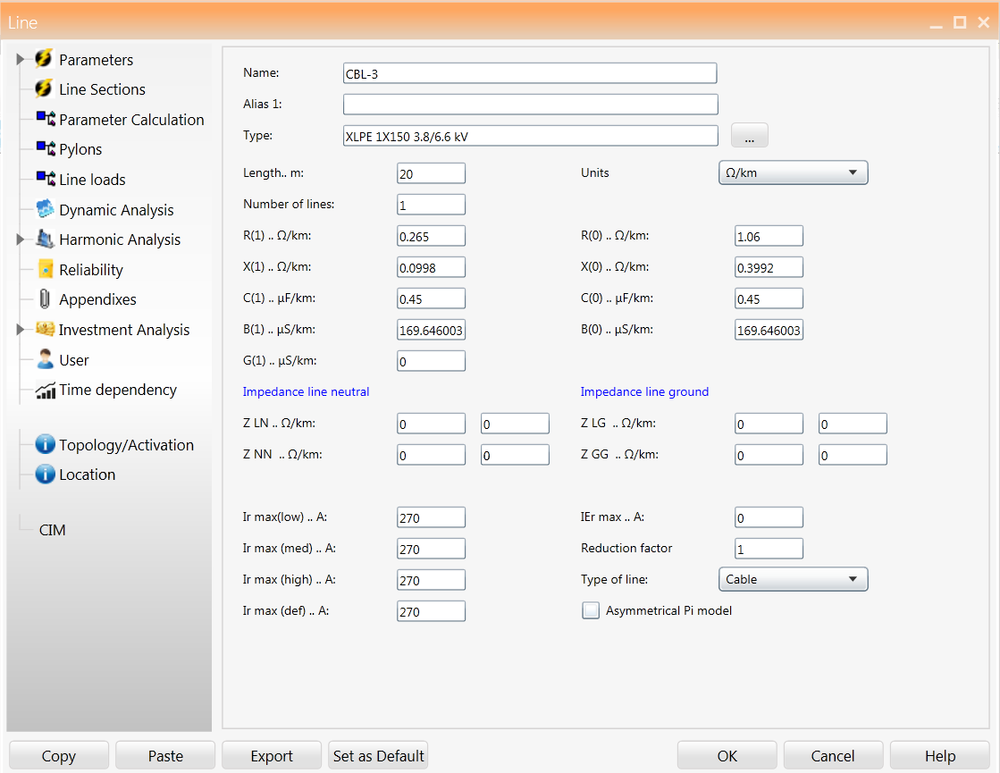 Line
Parameters
Line Sections
Parameter Calculation
Pylons
Line loads
Dynamic Analysis
Harmonic Analysis
Reliability
Appendixes
Investment Analysis
User
Time dependency
Topology/Activation
Location
CIM
Name: CBL-3
Alias 1:
Type: XLPE 1X150 3.8/6.6 kV ...
Length.. m: 20 Units Ω/km
Number of lines: 1
R(1) .. Ω/km: 0.265 R(0) .. Ω/km: 1.06
X(1) .. Ω/km: 0.0998 X(0) .. Ω/km: 0.3992
C(1) .. µF/km: 0.45 C(0) .. µF/km: 0.45
B(1) .. µS/km: 169.646003 B(0) .. µS/km: 169.646003
G(1) .. µS/km: 0
Impedance line neutral Impedance line ground
Z LN .. Ω/km: 0 0 Z LG .. Ω/km: 0 0
Z NN .. Ω/km: 0 0 Z GG .. Ω/km: 0 0
Ir max(low) .. A: 270 IEr max .. A: 0
Ir max (med) .. A: 270 Reduction factor 1
Ir max (high) .. A: 270 Type of line: Cable
Ir max (def) .. A: 270 Asymmetrical Pi model
Copy Paste Export Set as Default OK Cancel Help